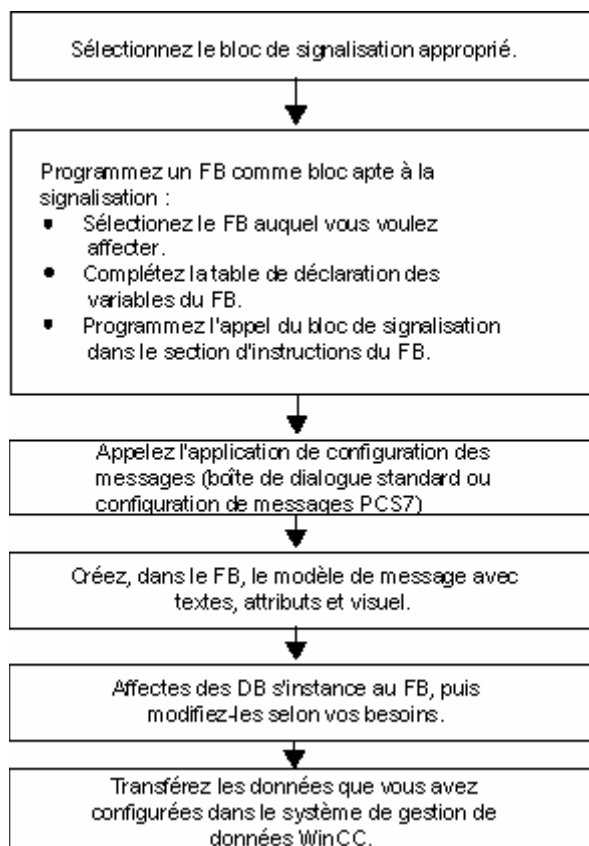 Sélectionnez le bloc de signalisation approprié.
Programmez un FB comme bloc apte à la
signalisation :
• Sélectionez le FB auquel vous voulez
affecter.
• Complétez la table de déclaration des
variables du FB.
• Programmez l'appel du bloc de signalisation
dans le section d'instructions du FB.
Appelez l'application de configuration des
messages (boîte de dialogue standard ou
configuration de messages PCS7)
Créez, dans le FB, le modèle de message avec
textes, attributs et visuel.
Affectes des DB s'instance au FB, puis
modifiez-les selon vos besoins.
Transférez les données que vous avez
configurées dans le système de gestion de
données WinCC.